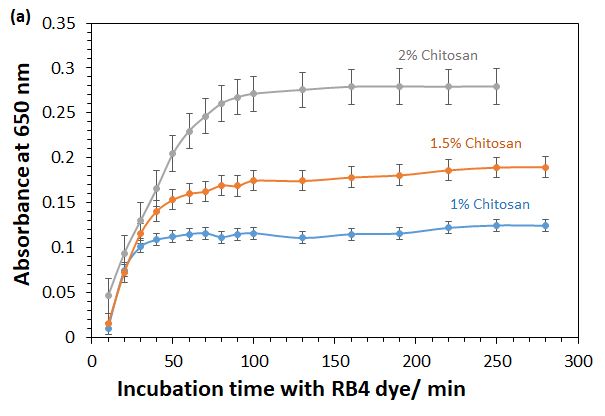 (a)
Absorbance at 650 nm
0.35
0.3
0.25
0.2
0.15
0.1
0.05
0
2% Chitosan
1.5% Chitosan
1% Chitosan
0 50 100 150 200 250 300
Incubation time with RB4 dye/ min